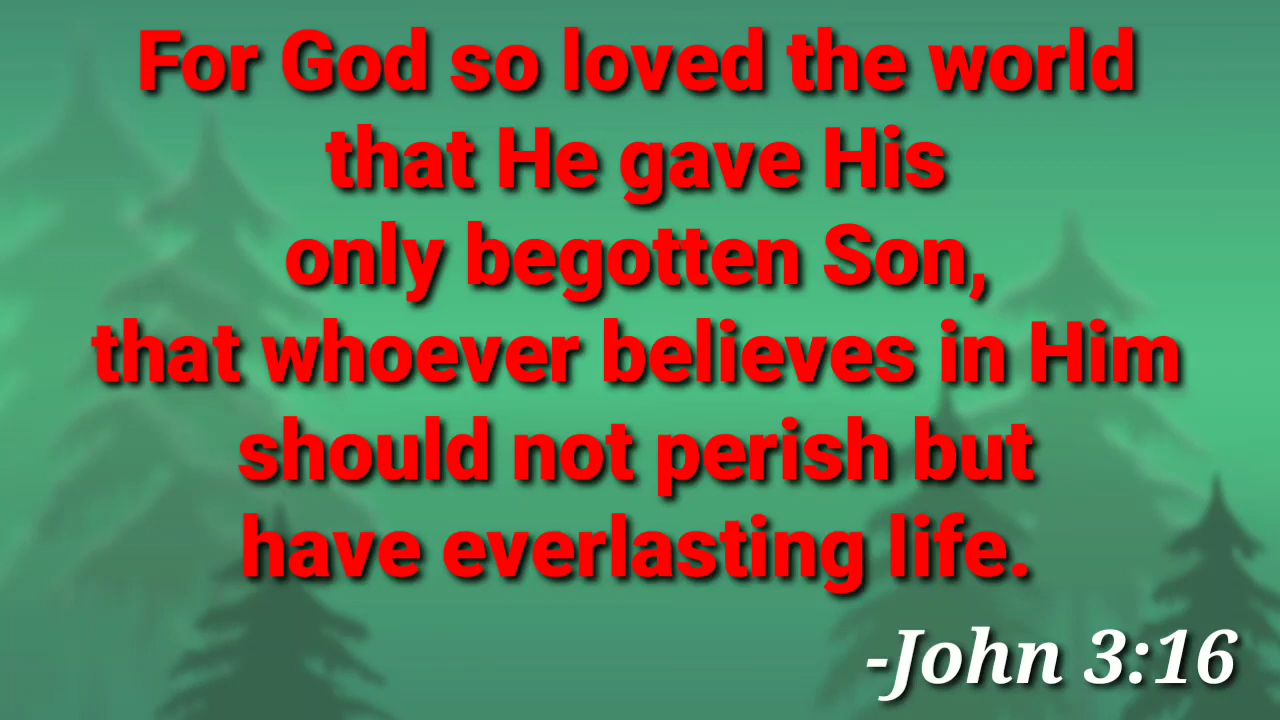 For God so loved the world
that He gave His
only begotten Son,
that whoever believes in Him
should not perish but
have everlasting life.
-John 3:16